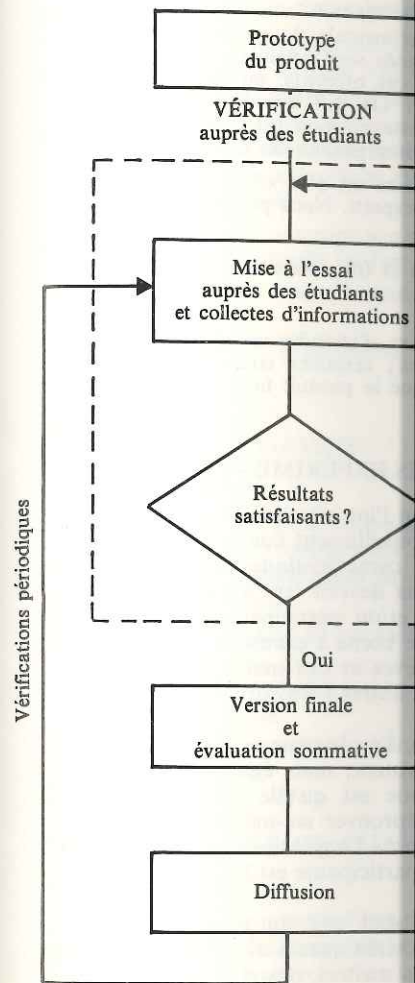 Prototype
du produit
VÉRIFICATION
auprès des étudiants
Mise à l'essai
auprès des étudiants
et collectes d'informations
Résultats
satisfaisants ?
Oui
Version finale
et
évaluation sommative
Diffusion
Vérifications périodiques